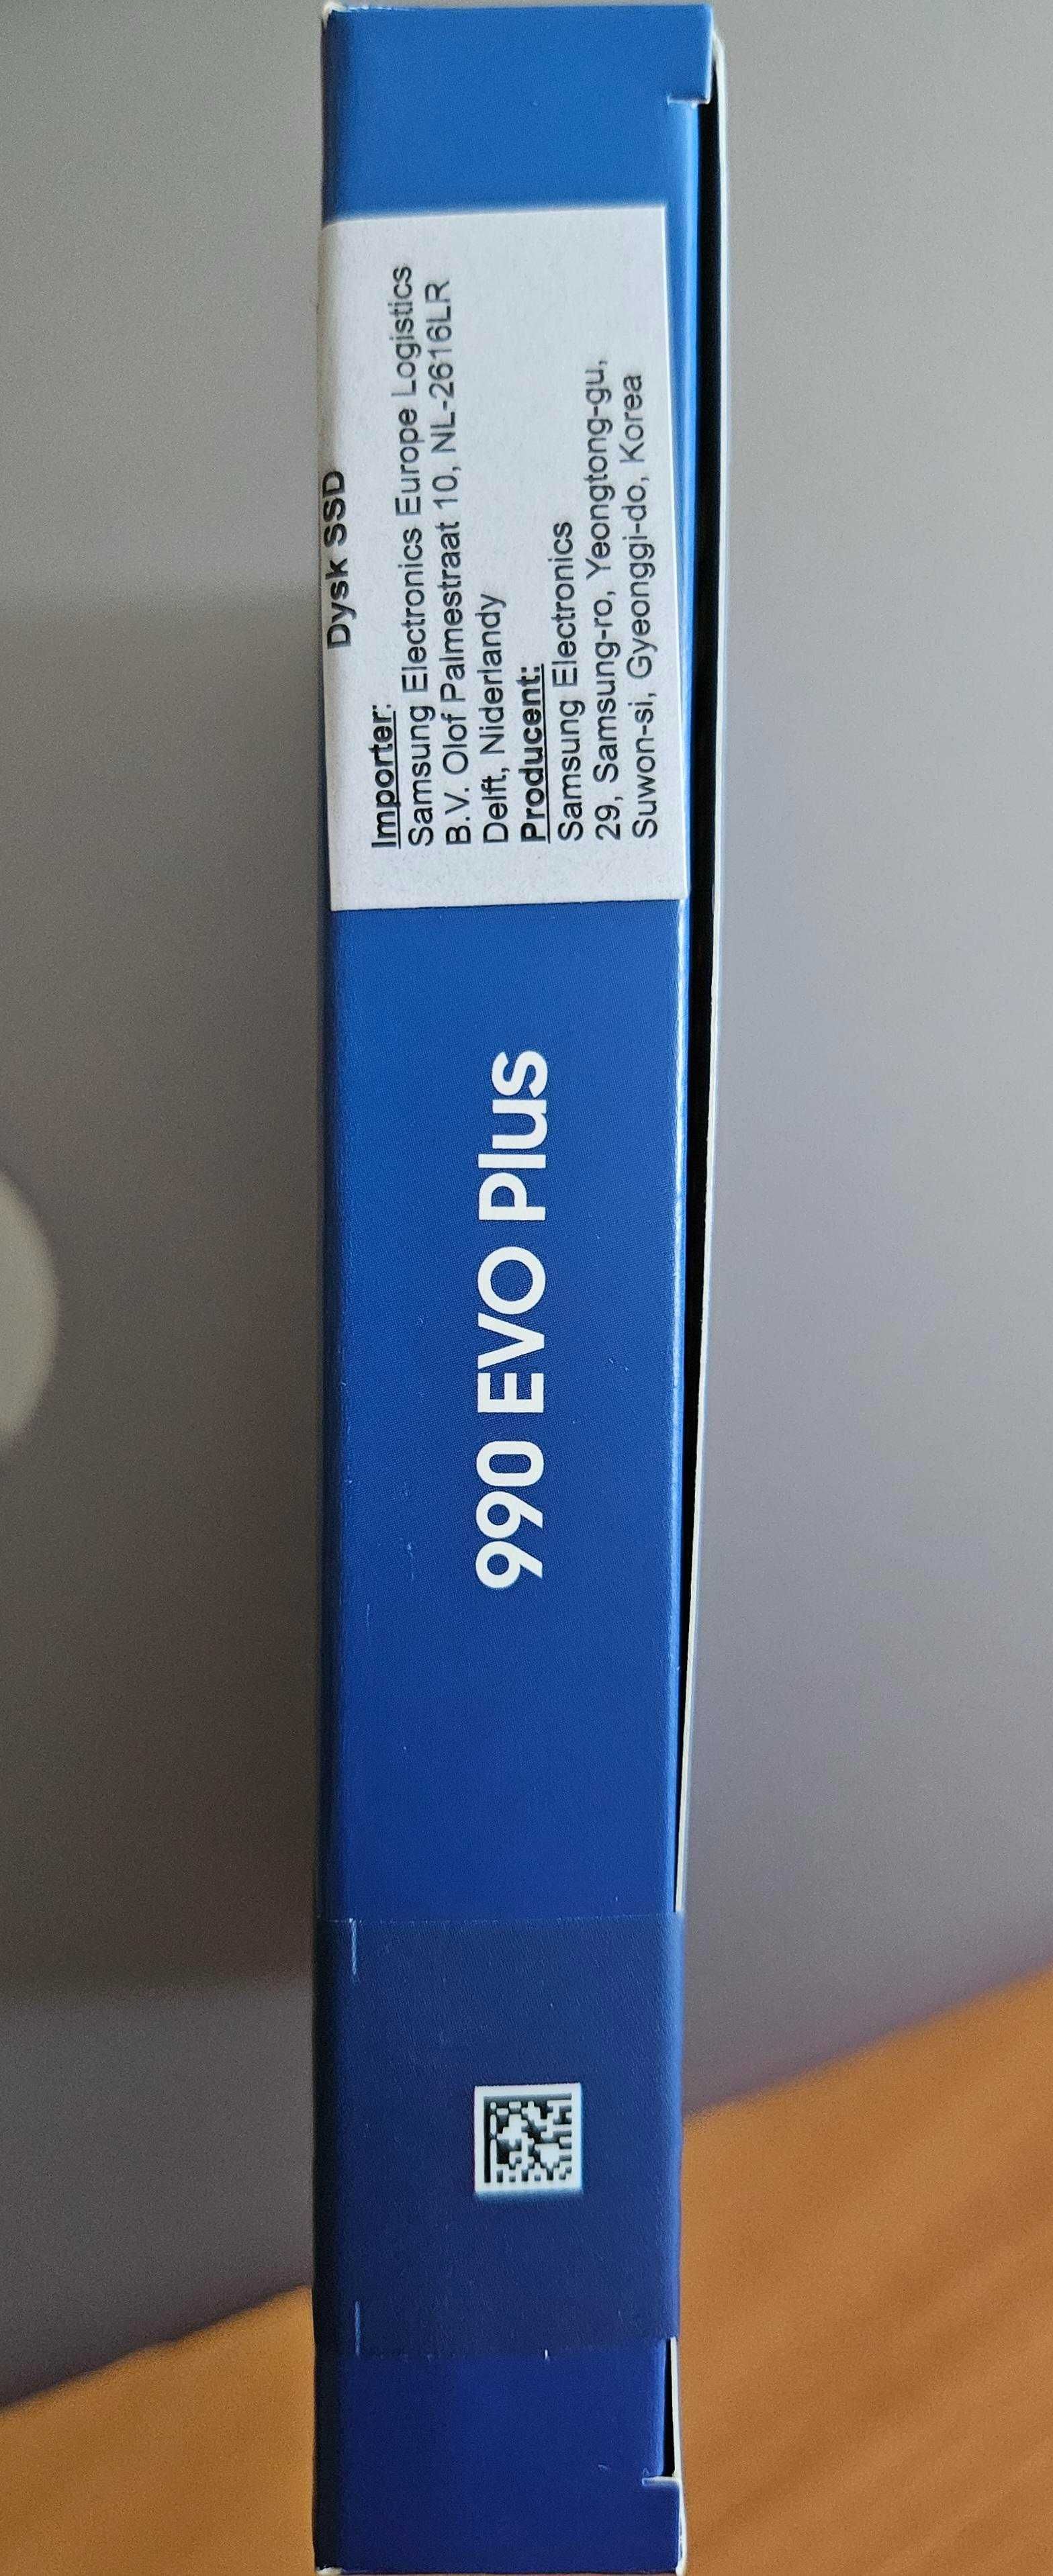 Dysk SSD
Importer:
Samsung Electronics Europe Logistics
B.V. Olof Palmestraat 10, NL-2616LR
Delft, Niderlandy
Producent:
Samsung Electronics
29, Samsung-ro, Yeongtong-gu,
Suwon-si, Gyeonggi-do, Korea
990 EVO Plus